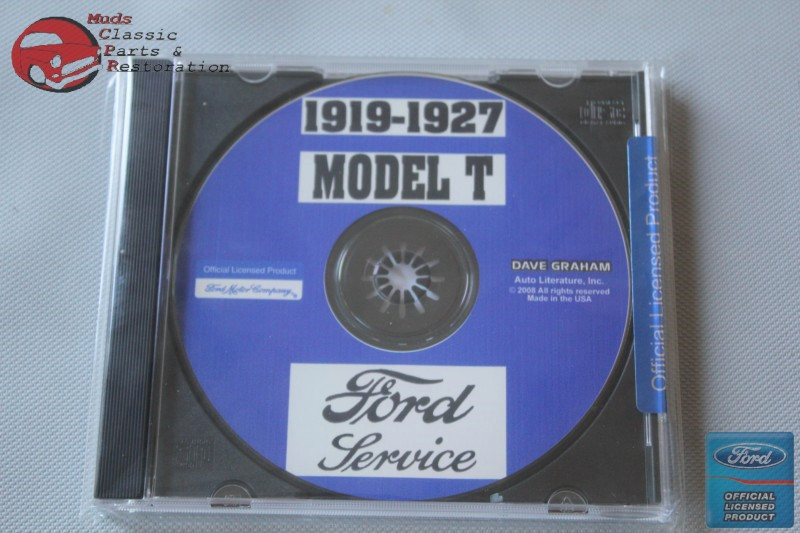 Muds
Classic
Parts &
Restoration
1919-1927
MODEL T
Official Licensed Product
Ford Motor Company
DAVE GRAHAM
Auto Literature, Inc.
© 2008 All rights reserved
Made in the USA
Ford
Service
Official Licensed Product
Ford
OFFICIAL
LICENSED
PRODUCT